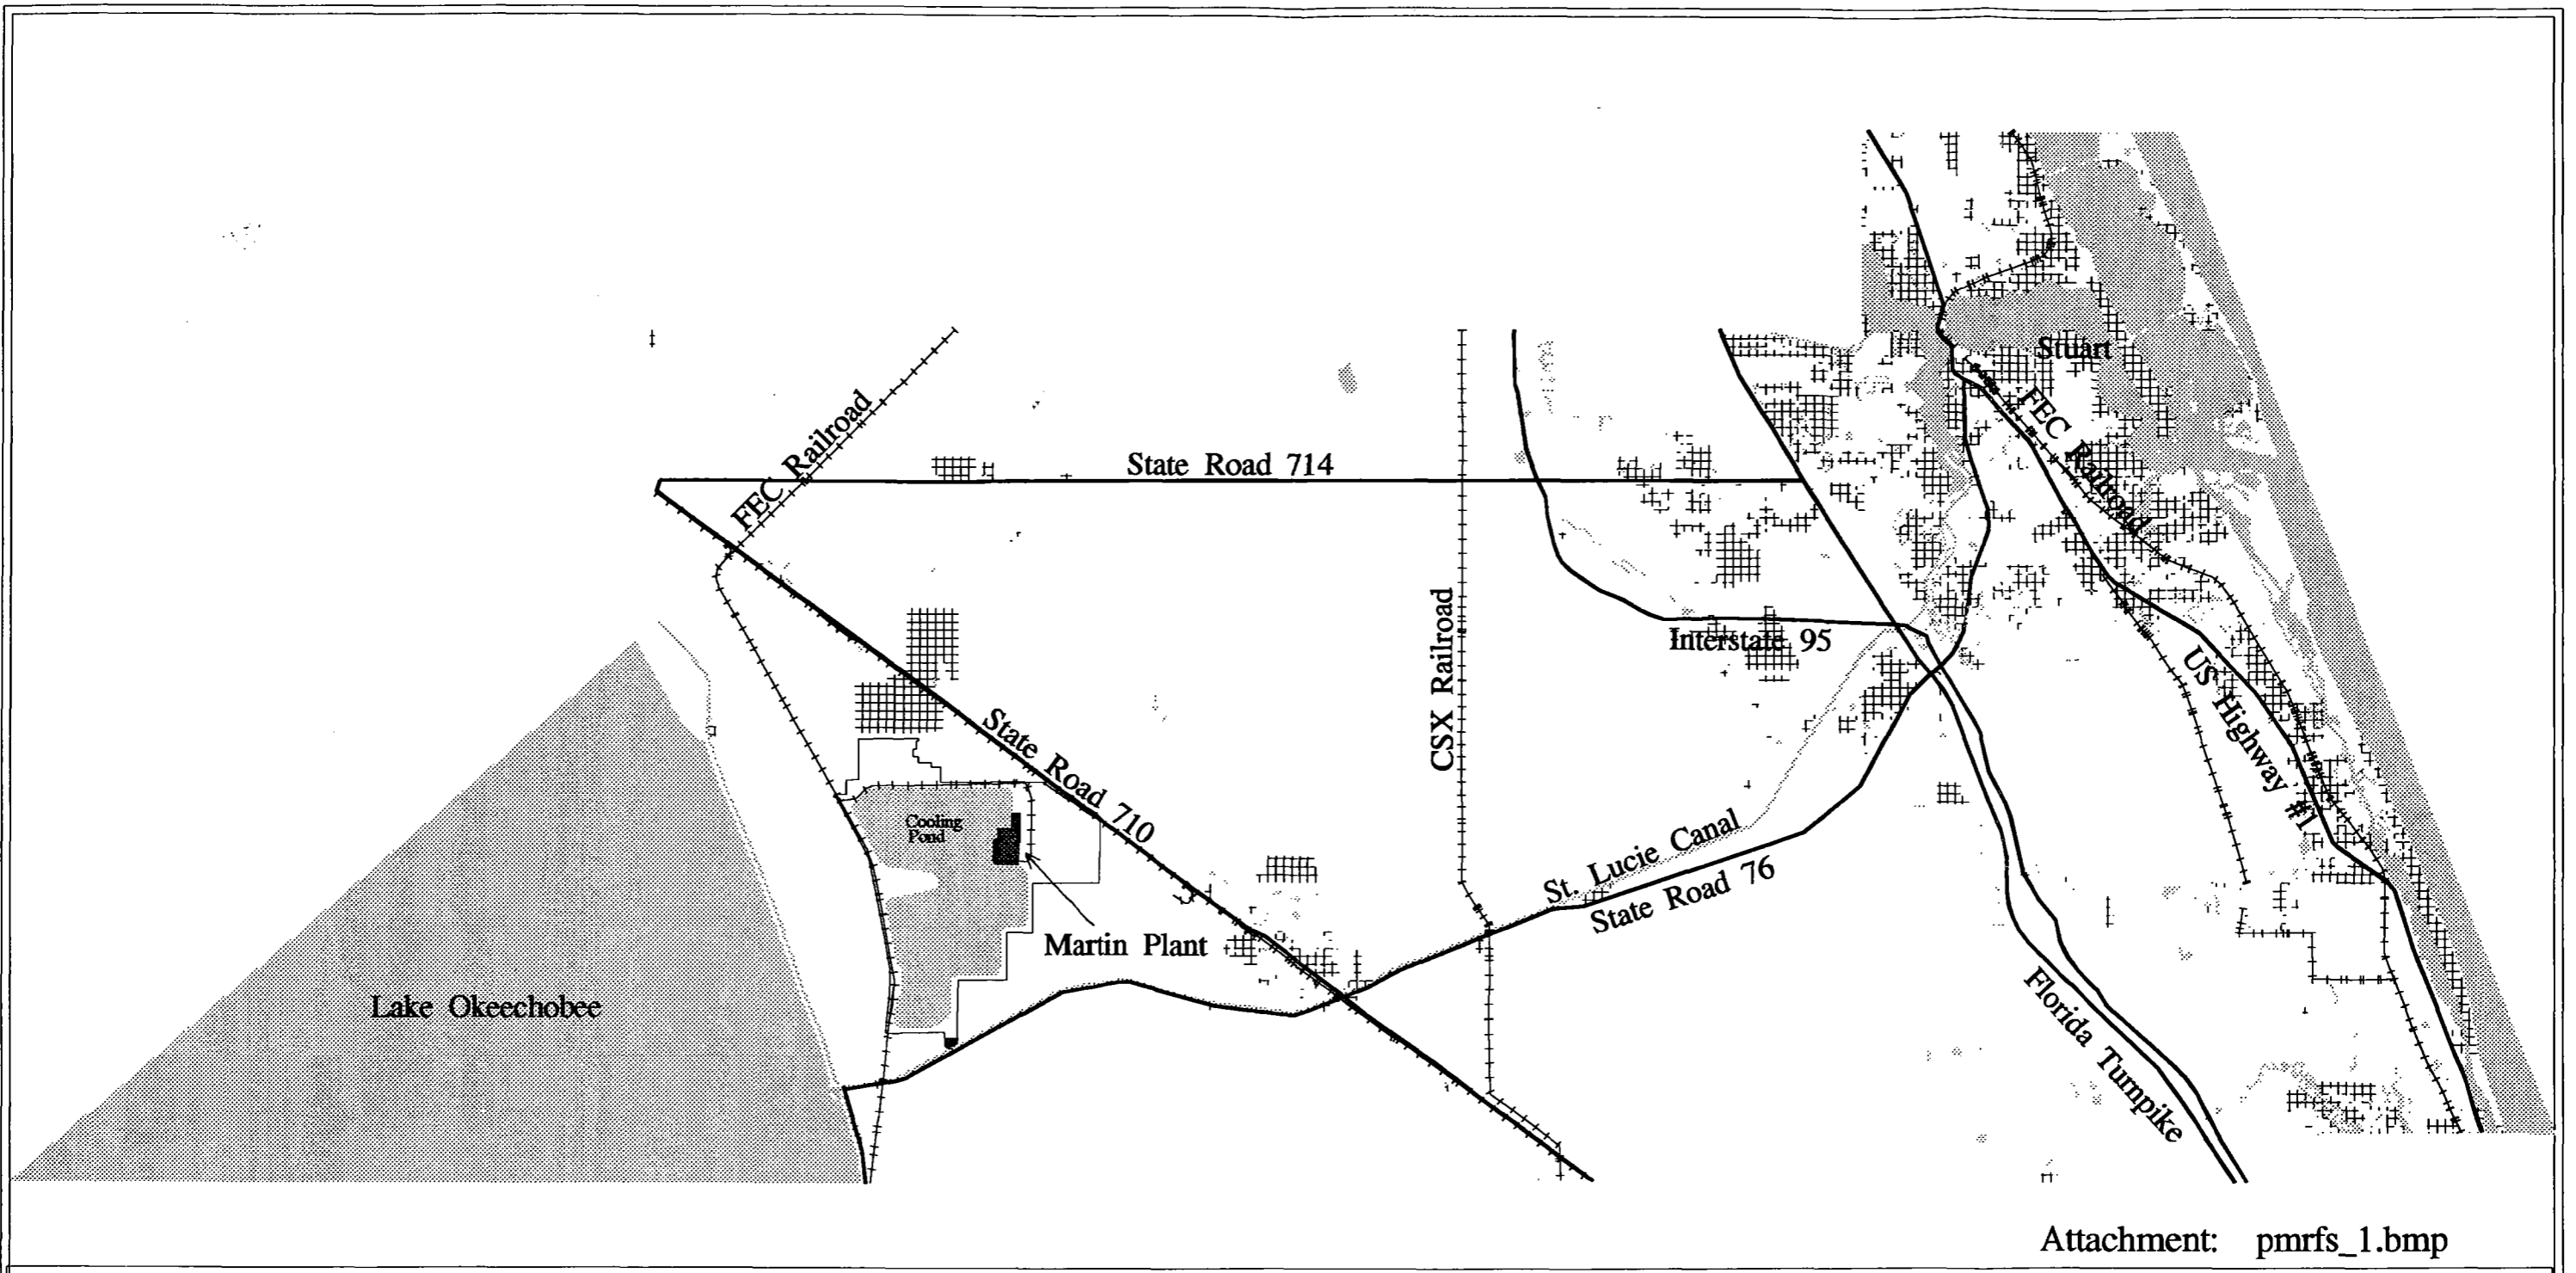 Stuart
FEC Railroad
FEC Railroad
State Road 714
CSX Railroad
Interstate 95
US Highway #1
State Road 710
Cooling
Pond
St. Lucie Canal
State Road 76
Martin Plant
Lake Okeechobee
Florida Turnpike
Attachment: pmrfs_1.bmp